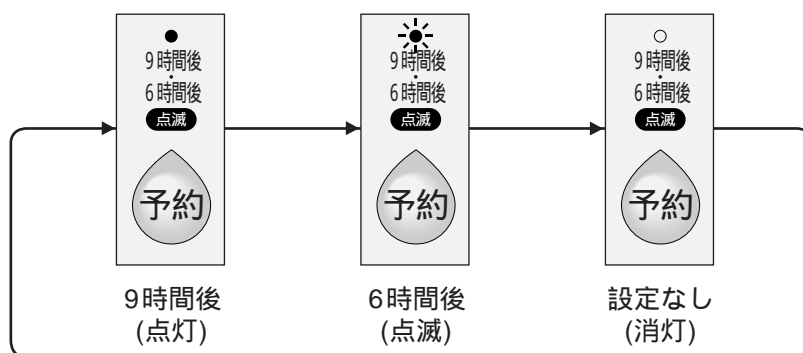 9時間後
・
6時間後
点滅
予約
9時間後
(点灯)
9時間後
・
6時間後
点滅
予約
6時間後
(点滅)
9時間後
・
6時間後
点滅
予約
設定なし
(消灯)